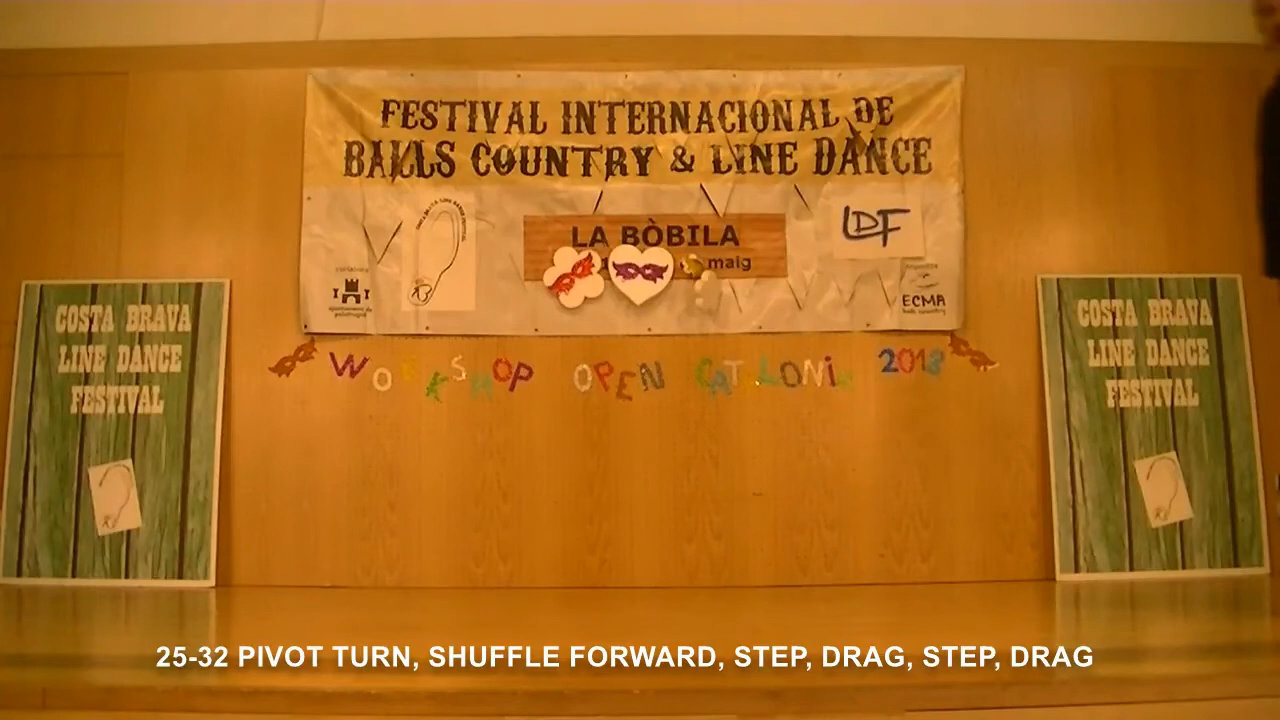 FESTIVAL INTERNACIONAL DE
BALLS COUNTRY & LINE DANCE
LA BÒBILA
maig
LDF
ECMA
COSTA BRAVA
LINE DANCE
FESTIVAL
WORKSHOP OPEN CATALONIA 2018
COSTA BRAVA
LINE DANCE
FESTIVAL
25-32 PIVOT TURN, SHUFFLE FORWARD, STEP, DRAG, STEP, DRAG